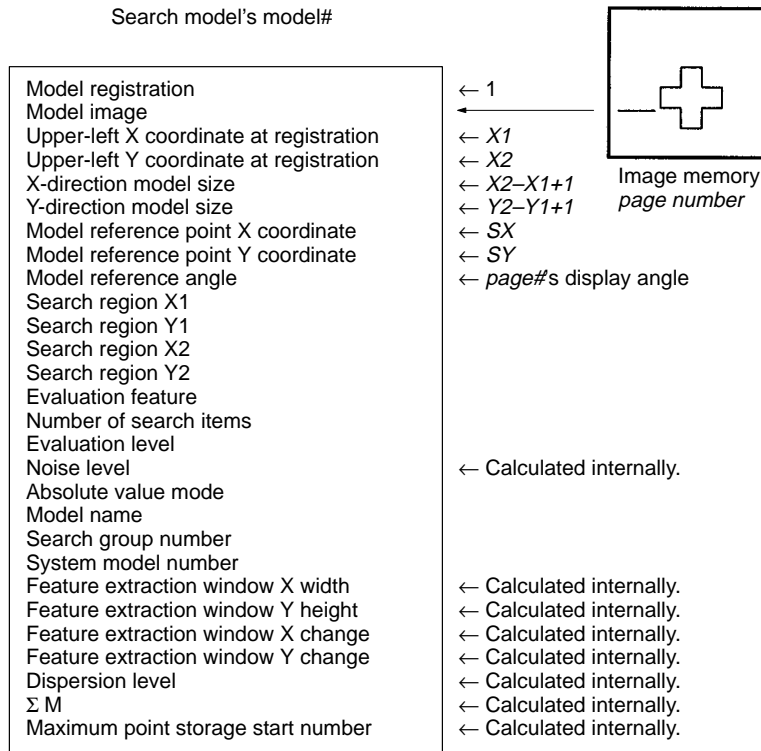 Search model's model#
Model registration ← 1
Model image
Upper-left X coordinate at registration ← X1
Upper-left Y coordinate at registration ← X2
X-direction model size ← X2–X1+1
Y-direction model size ← Y2–Y1+1
Model reference point X coordinate ← SX
Model reference point Y coordinate ← SY
Model reference angle ← page#'s display angle
Search region X1
Search region Y1
Search region X2
Search region Y2
Evaluation feature
Number of search items
Evaluation level
Noise level ← Calculated internally.
Absolute value mode
Model name
Search group number
System model number
Feature extraction window X width ← Calculated internally.
Feature extraction window Y height ← Calculated internally.
Feature extraction window X change ← Calculated internally.
Feature extraction window Y change ← Calculated internally.
Dispersion level ← Calculated internally.
Σ M ← Calculated internally.
Maximum point storage start number ← Calculated internally.
Image memory
page number